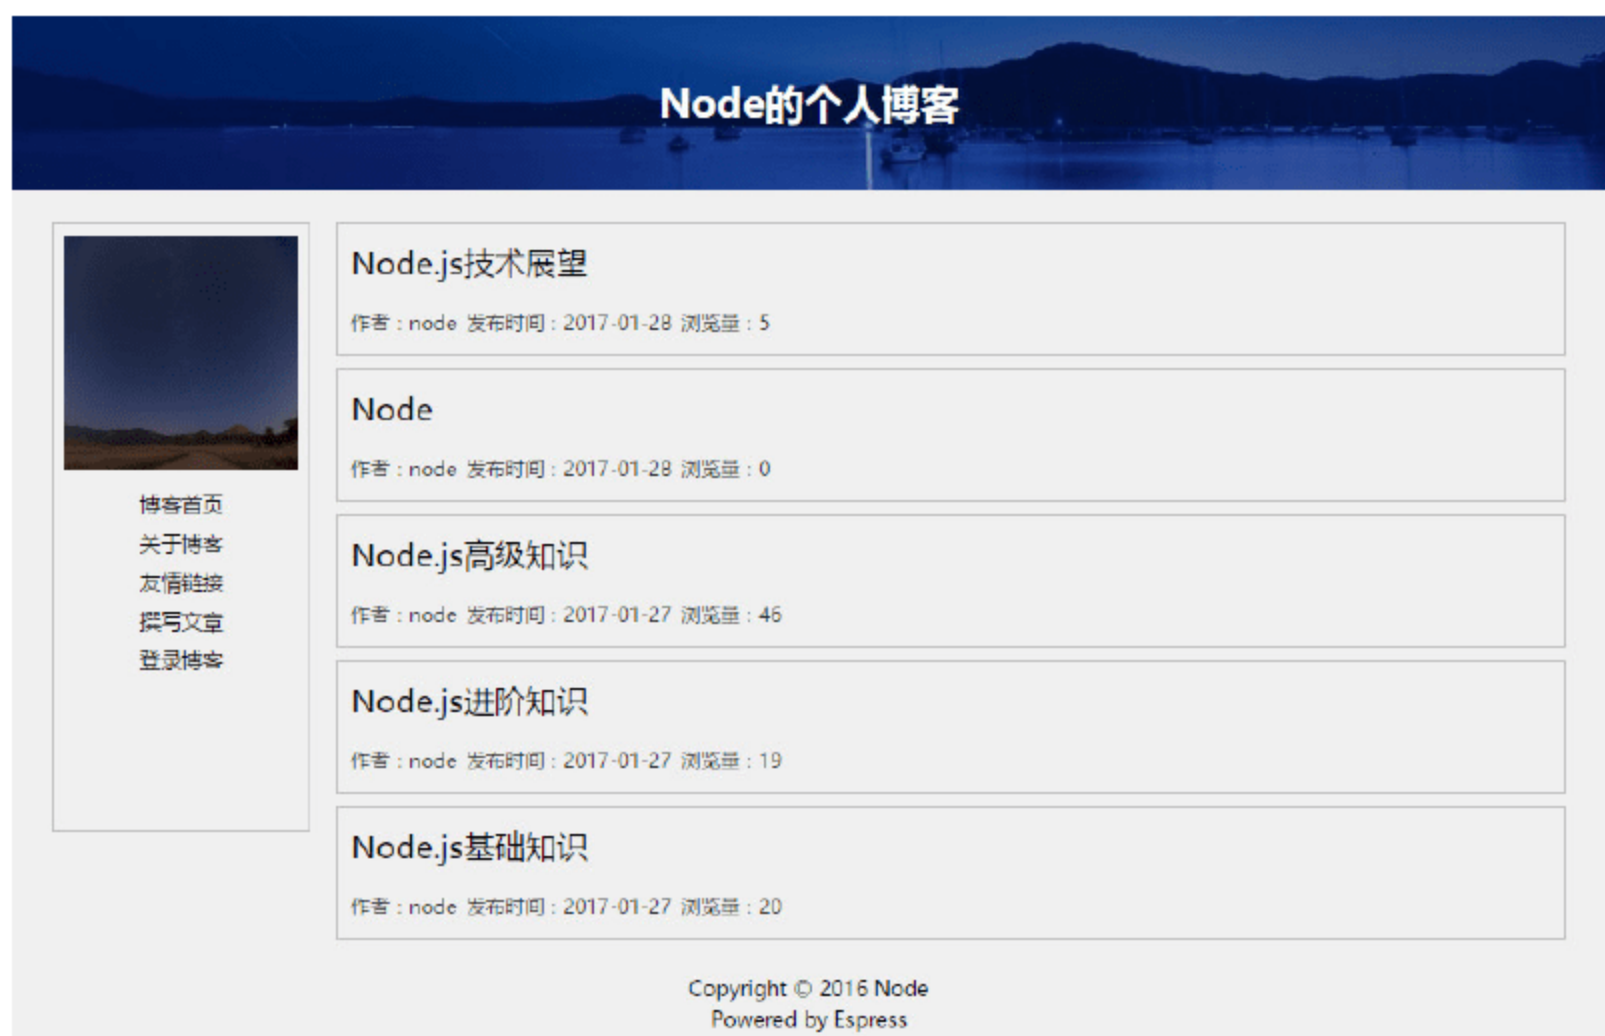 Node的个人博客
博客首页
关于博客
友情链接
撰写文章
登录博客
Node.js技术展望
作者：node 发布时间：2017-01-28 浏览量：5
Node
作者：node 发布时间：2017-01-28 浏览量：0
Node.js高级知识
作者：node 发布时间：2017-01-27 浏览量：46
Node.js进阶知识
作者：node 发布时间：2017-01-27 浏览量：19
Node.js基础知识
作者：node 发布时间：2017-01-27 浏览量：20
Copyright © 2016 Node
Powered by Espress